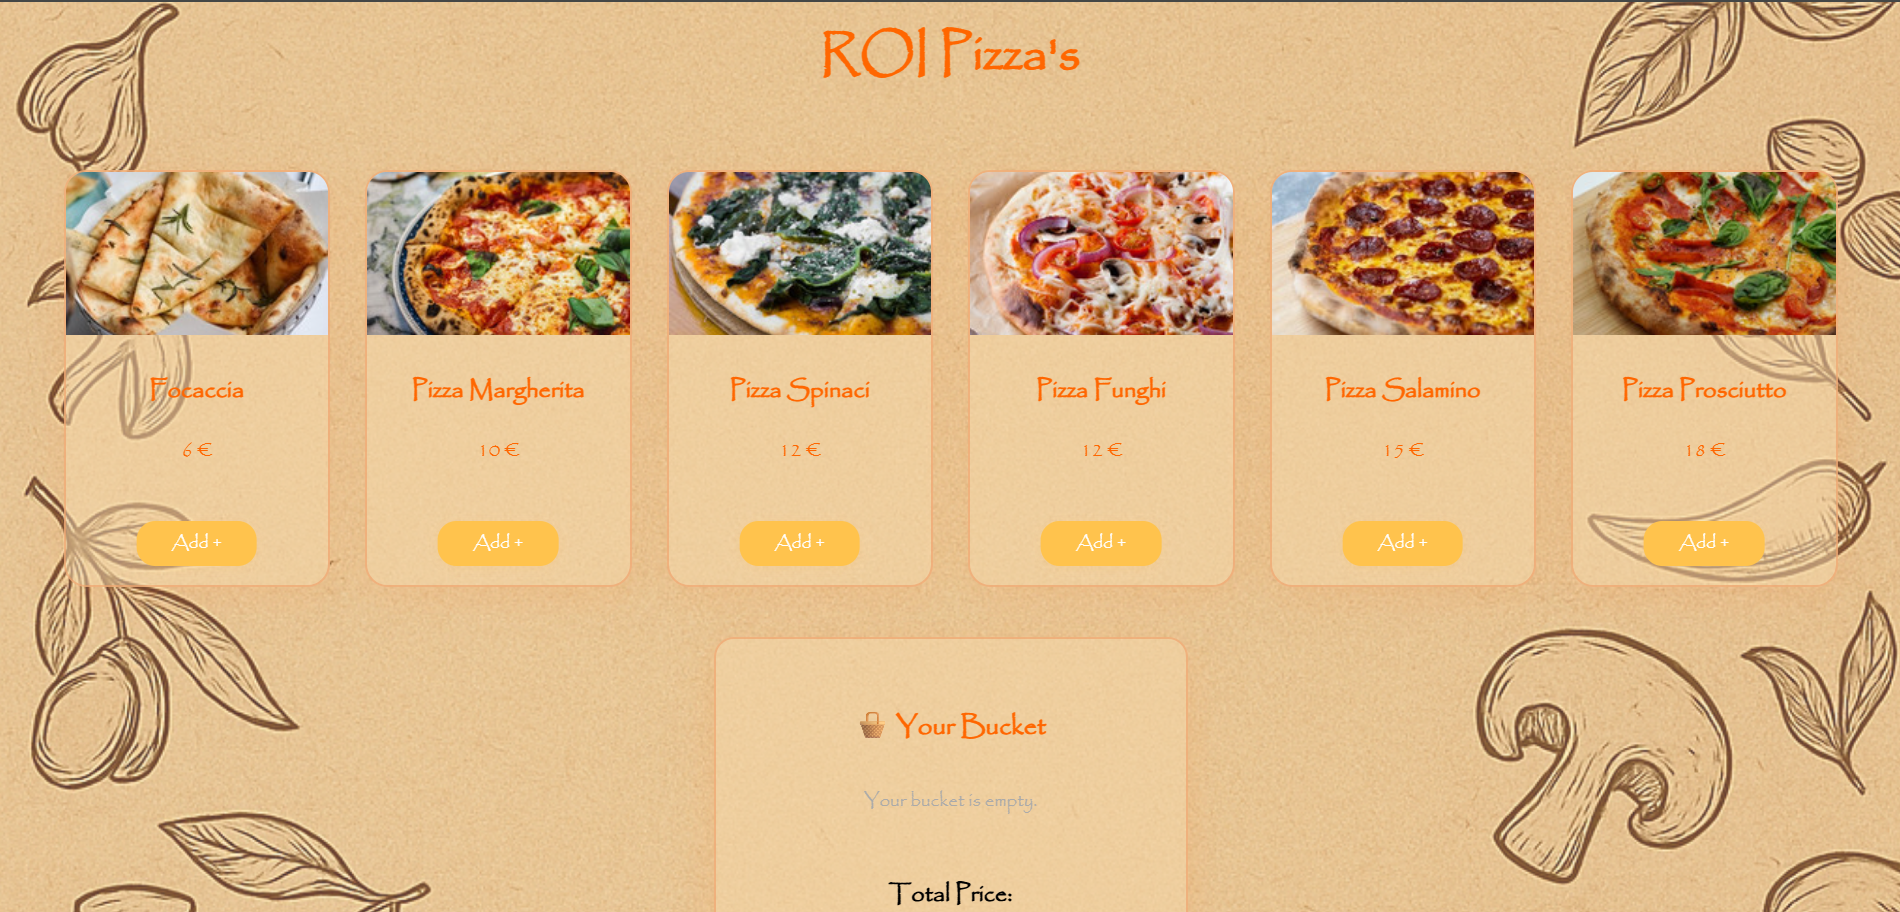 ROI Pizza's
Focaccia
6 €
Add +
Pizza Margherita
10 €
Add +
Pizza Spinaci
12 €
Add +
Pizza Funghi
12 €
Add +
Pizza Salamino
15 €
Add +
Pizza Prosciutto
18 €
Add +
Your Bucket
Your bucket is empty.
Total Price: